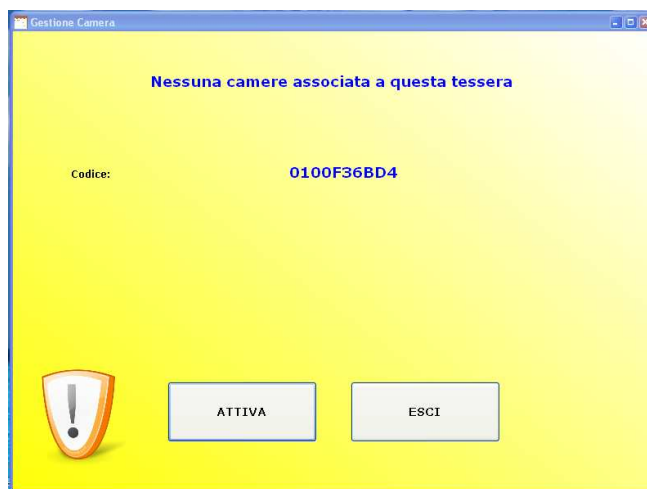 Gestione Camera
Nessuna camere associata a questa tessera
Codice: 0100F36BD4
ATTIVA ESCI